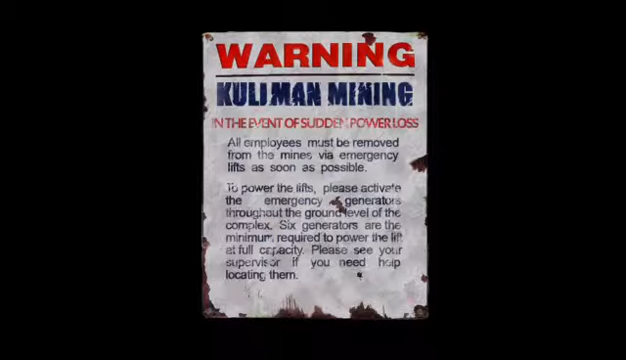 WARNING
KULLMAN MINING
IN THE EVENT OF SUDDEN POWER LOSS
All employees must be removed
from the mines via emergency
lifts as soon as possible.
To power the lifts, please activate
the emergency generators
throughout the ground level of the
complex. Six generators are the
minimum required to power the lift
at full capacity. Please see your
supervisor if you need help
locating them.